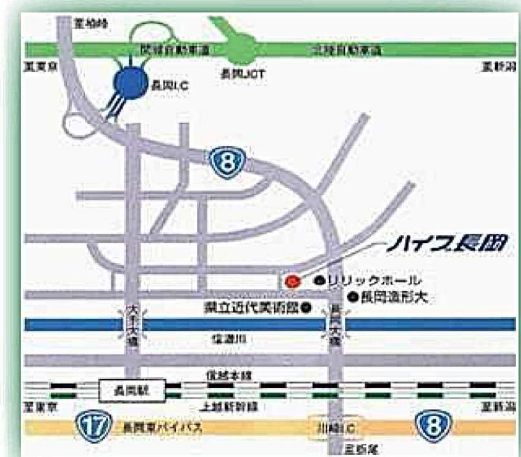 至柏崎
関越自動車道
北陸自動車道
至東京
長岡JCT
至新潟
長岡I.C
8
ハイブ長岡
リリックホール
長岡造形大
県立近代美術館
大手大橋
長岡大橋
信濃川
信越本線
長岡駅
至東京
上越新幹線
至新潟
17
長岡東バイパス
川崎I.C
8
至栃尾